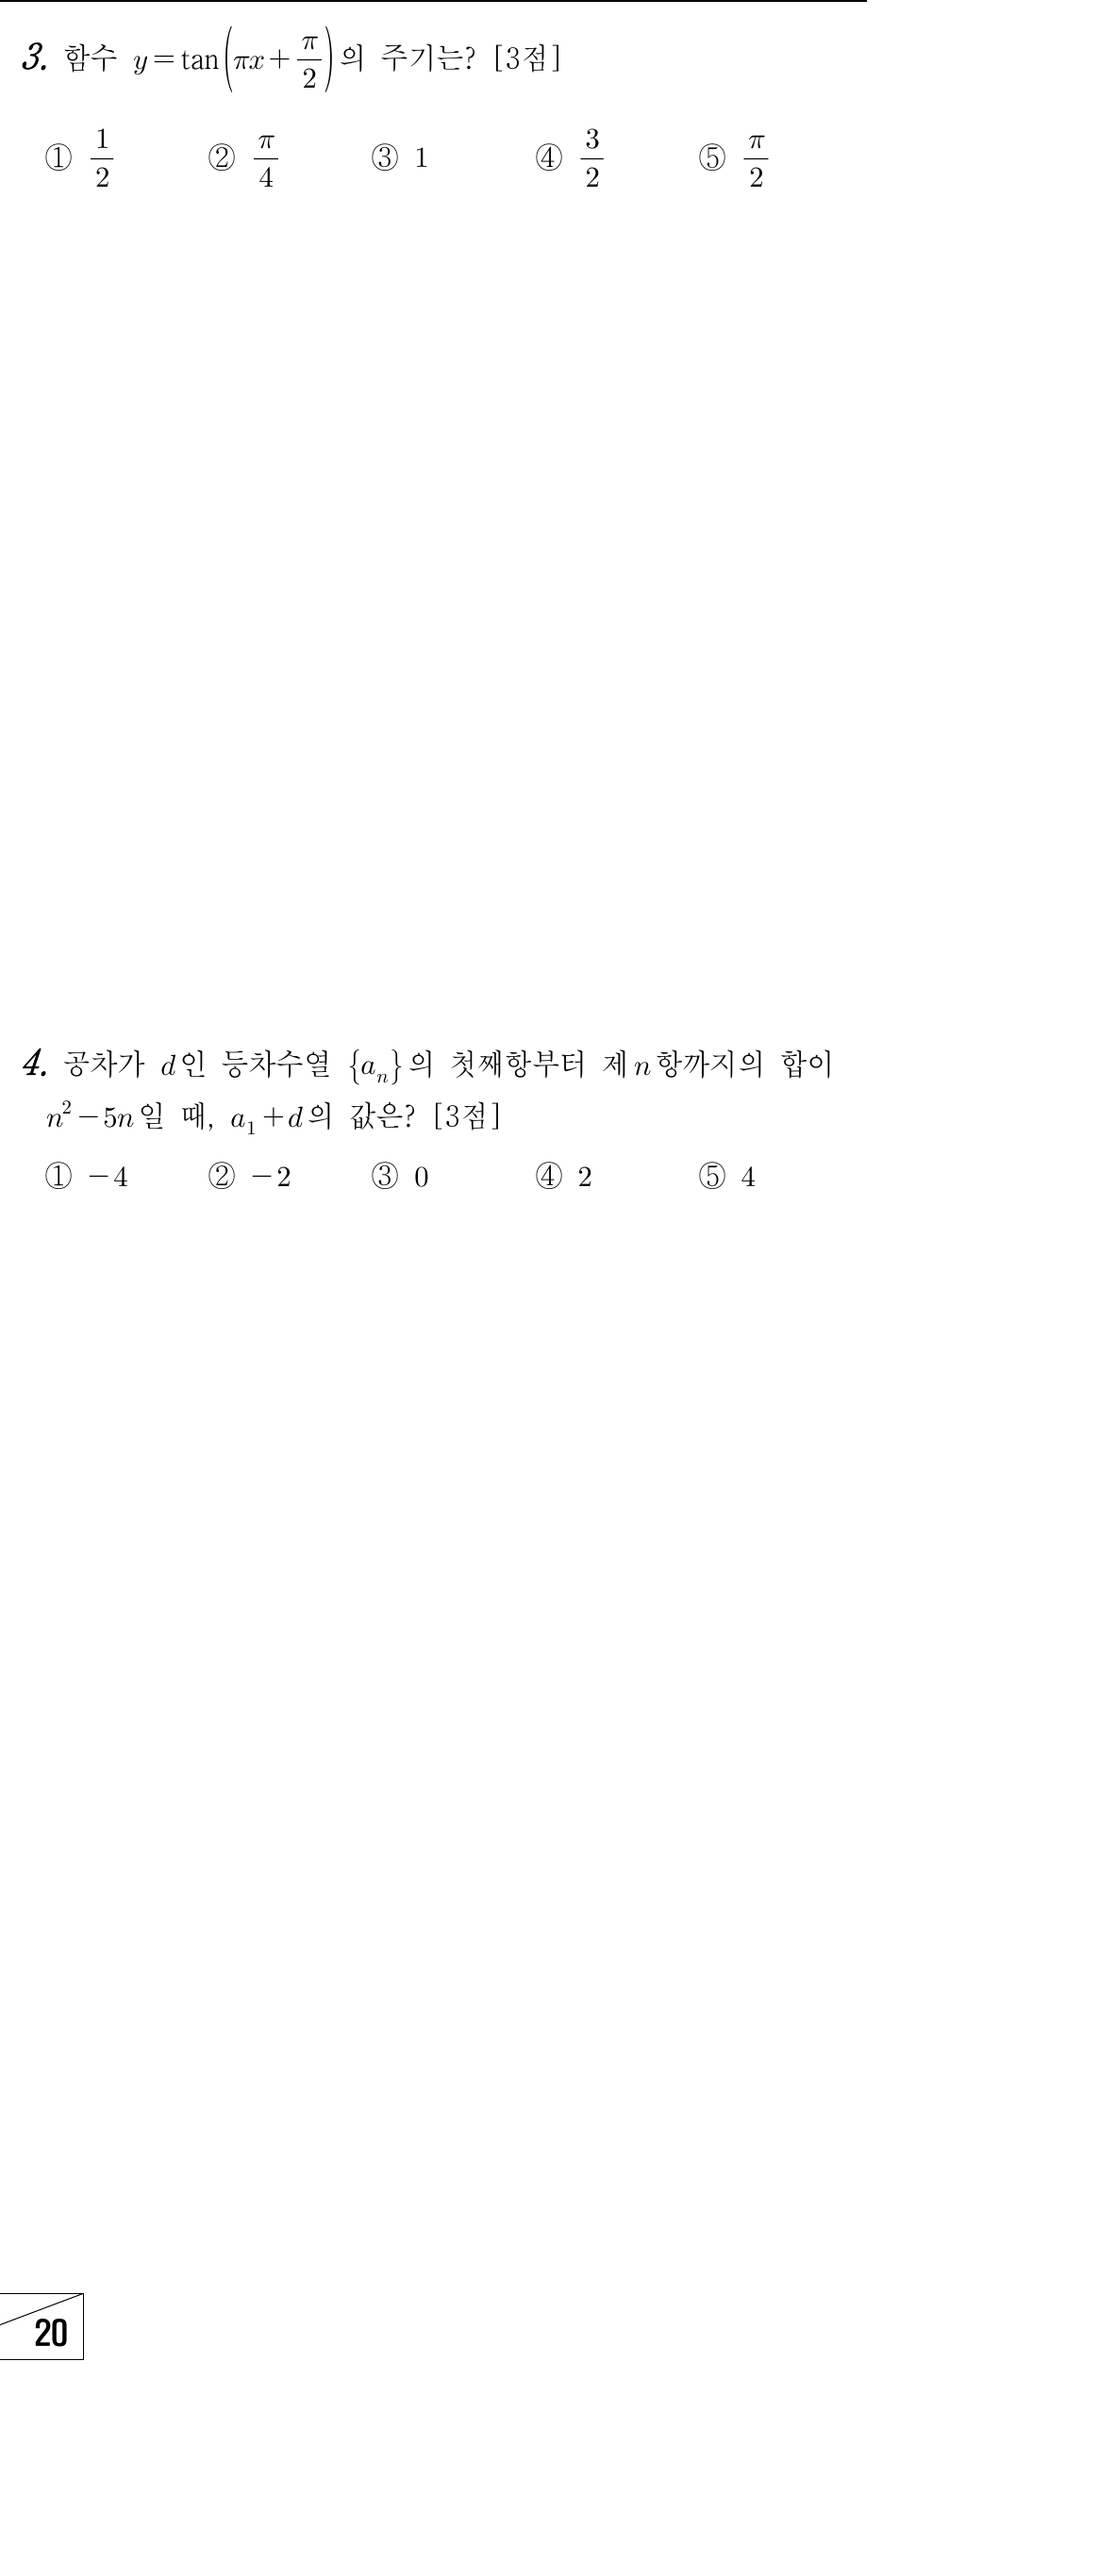 3. 함수 y=tan(πx+π/2)의 주기는? [3점]
① 1/2 ② π/4 ③ 1 ④ 3/2 ⑤ π/2
4. 공차가 d인 등차수열 {aₙ}의 첫째항부터 제n항까지의 합이
n²-5n일 때, a₁+d의 값은? [3점]
① -4 ② -2 ③ 0 ④ 2 ⑤ 4
20